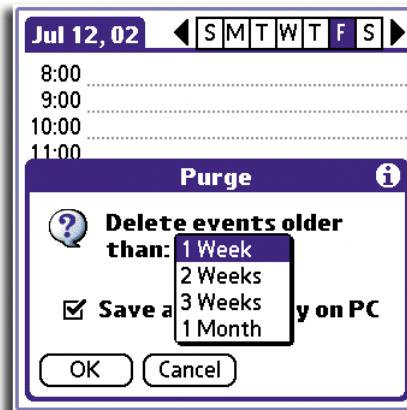 Jul 12, 02 S M T W T F S
8:00
9:00
10:00
11:00
Purge
Delete events older
than: 1 Week
2 Weeks
Save a 3 Weeks y on PC
1 Month
OK Cancel